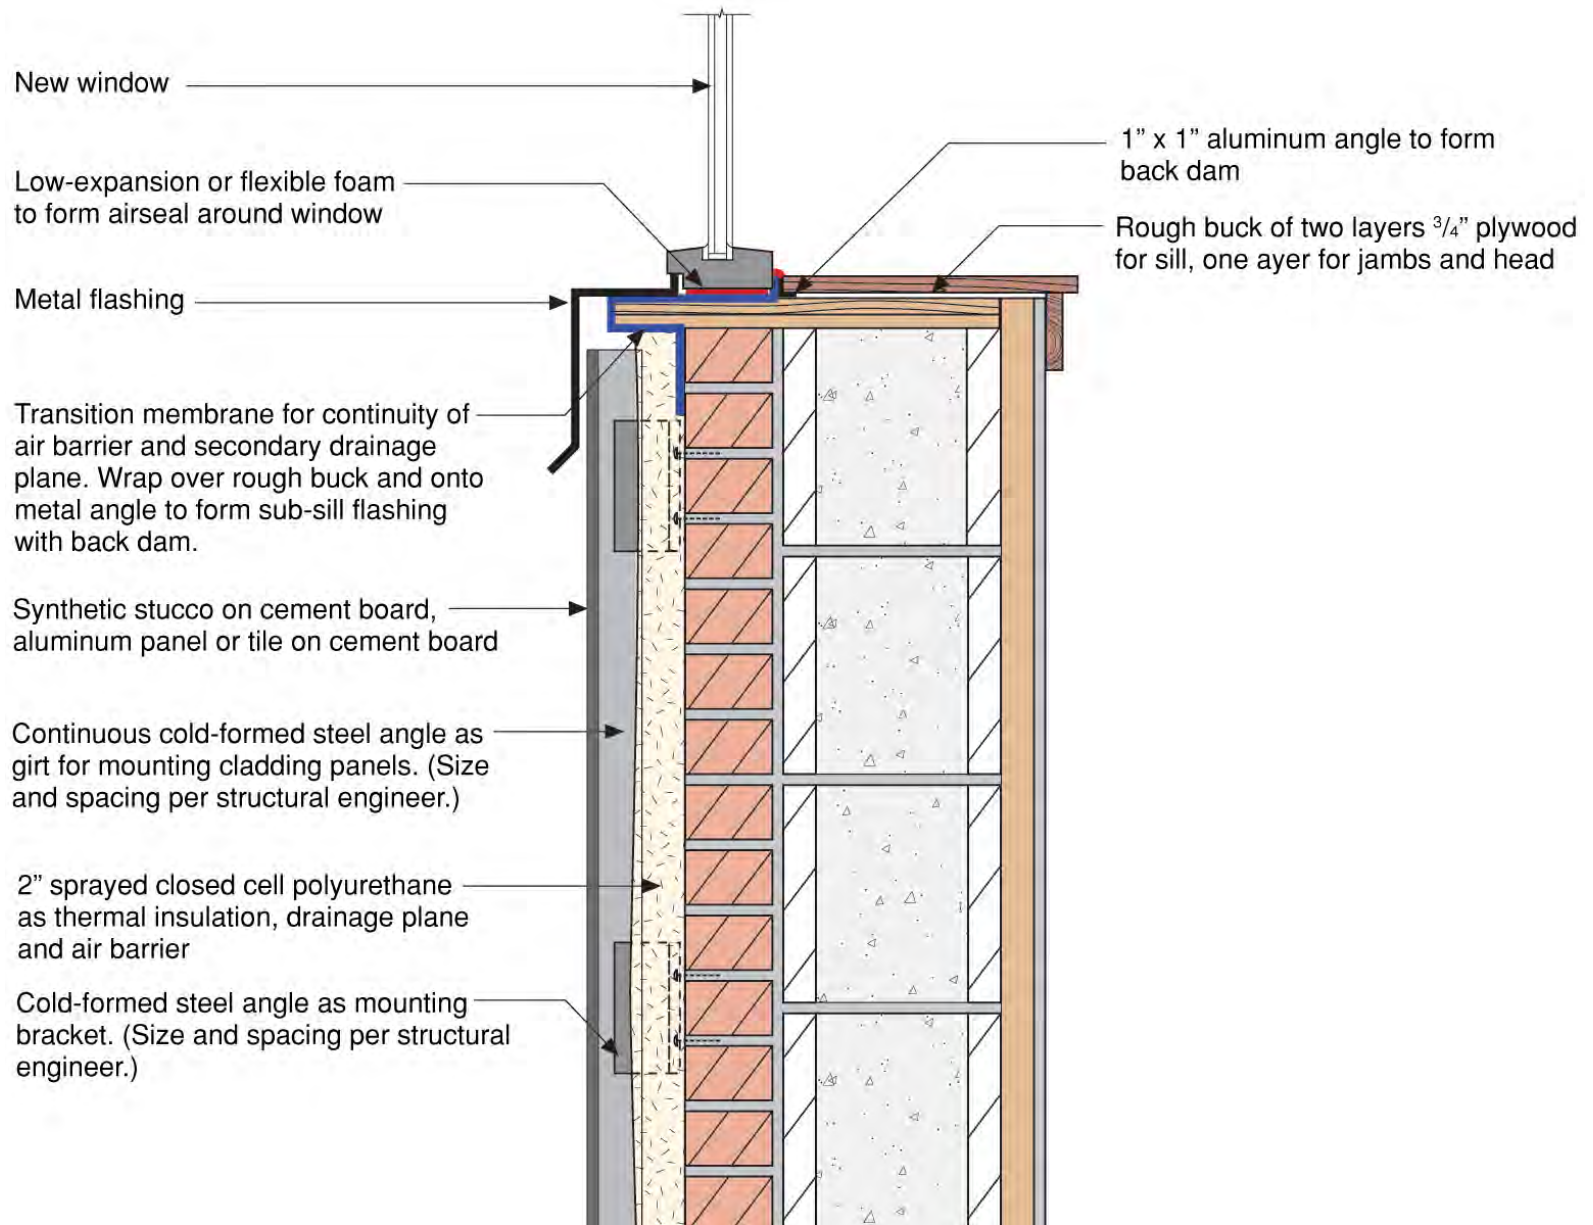 New window
Low-expansion or flexible foam
to form airseal around window
Metal flashing
Transition membrane for continuity of
air barrier and secondary drainage
plane. Wrap over rough buck and onto
metal angle to form sub-sill flashing
with back dam.
Synthetic stucco on cement board,
aluminum panel or tile on cement board
Continuous cold-formed steel angle as
girt for mounting cladding panels. (Size
and spacing per structural engineer.)
2” sprayed closed cell polyurethane
as thermal insulation, drainage plane
and air barrier
Cold-formed steel angle as mounting
bracket. (Size and spacing per structural
engineer.)
1” x 1” aluminum angle to form
back dam
Rough buck of two layers 3/4” plywood
for sill, one ayer for jambs and head